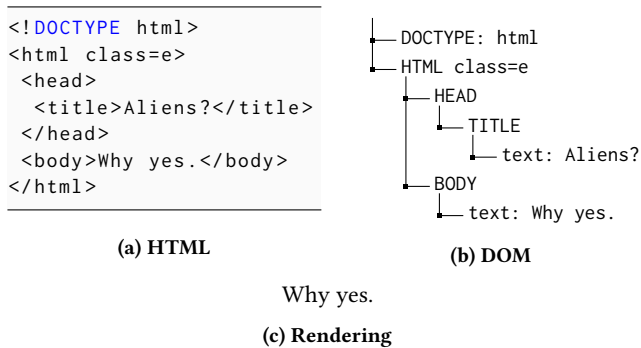 <!DOCTYPE html>
<html class=e>
<head>
<title>Aliens?</title>
</head>
<body>Why yes.</body>
</html>
(a) HTML
DOCTYPE: html
HTML class=e
HEAD
TITLE
text: Aliens?
BODY
text: Why yes.
(b) DOM
Why yes.
(c) Rendering